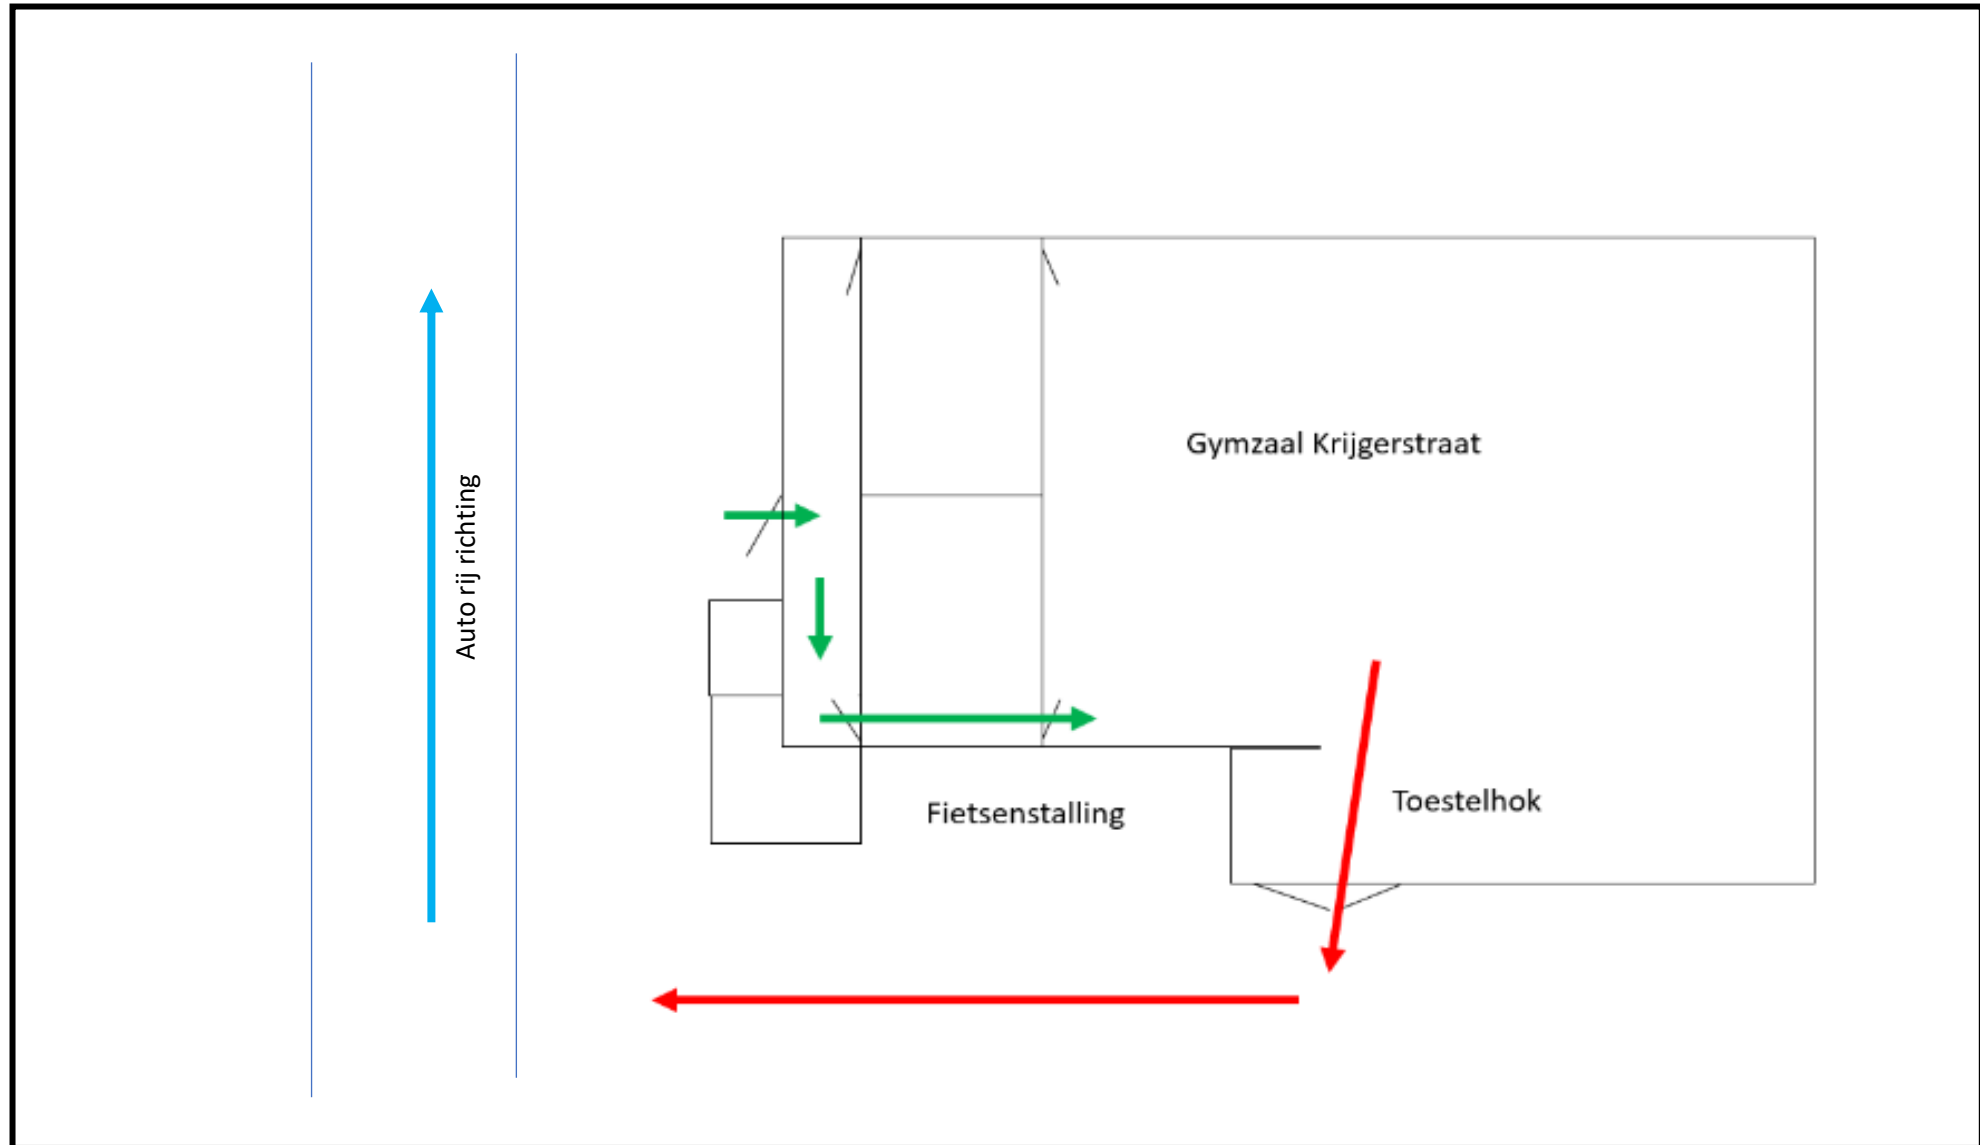 Auto rij richting
Gymzaal Krijgerstraat
Fietsenstalling
Toestelhok